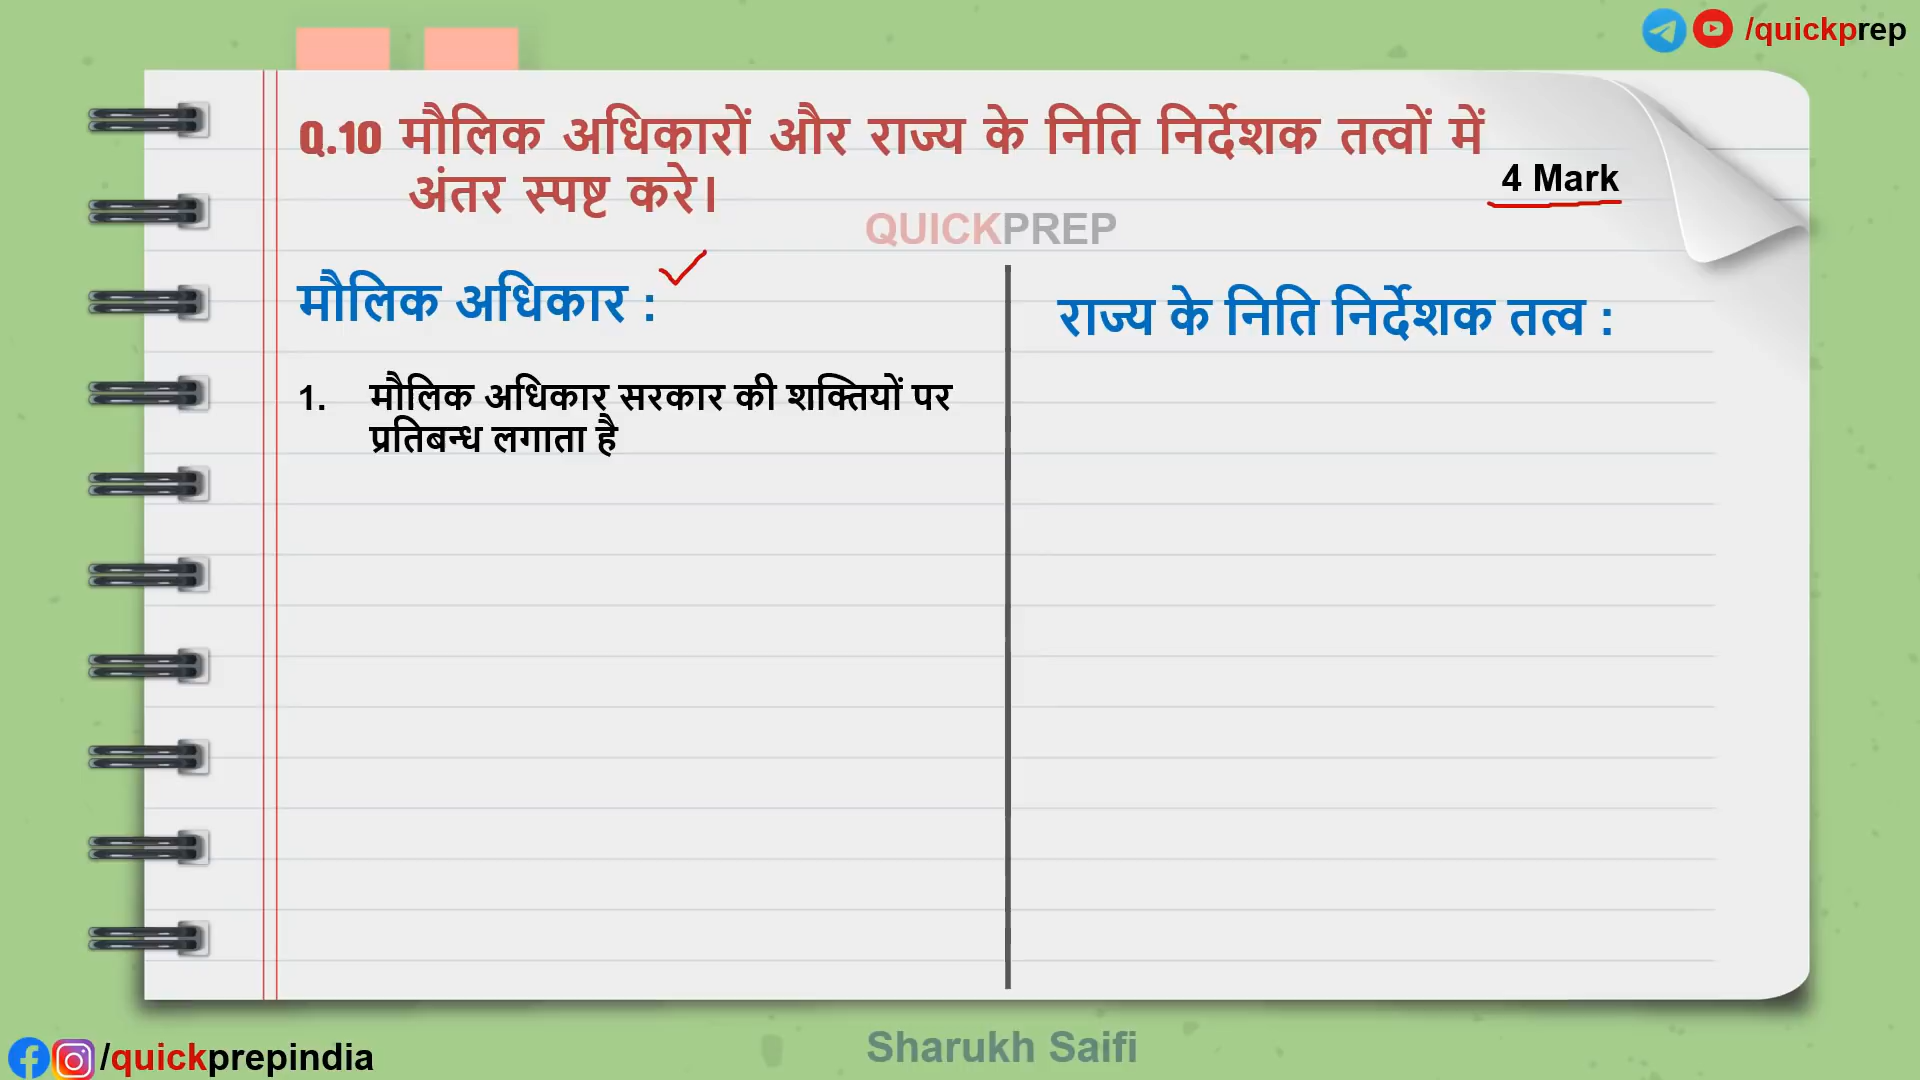 /quickprep
Q.10 मौलिक अधिकारों और राज्य के निति निर्देशक तत्वों में
अंतर स्पष्ट करे।
4 Mark
QUICKPREP
मौलिक अधिकार :
1. मौलिक अधिकार सरकार की शक्तियों पर
प्रतिबन्ध लगाता है
राज्य के निति निर्देशक तत्व :
Sharukh Saifi
/quickprepindia